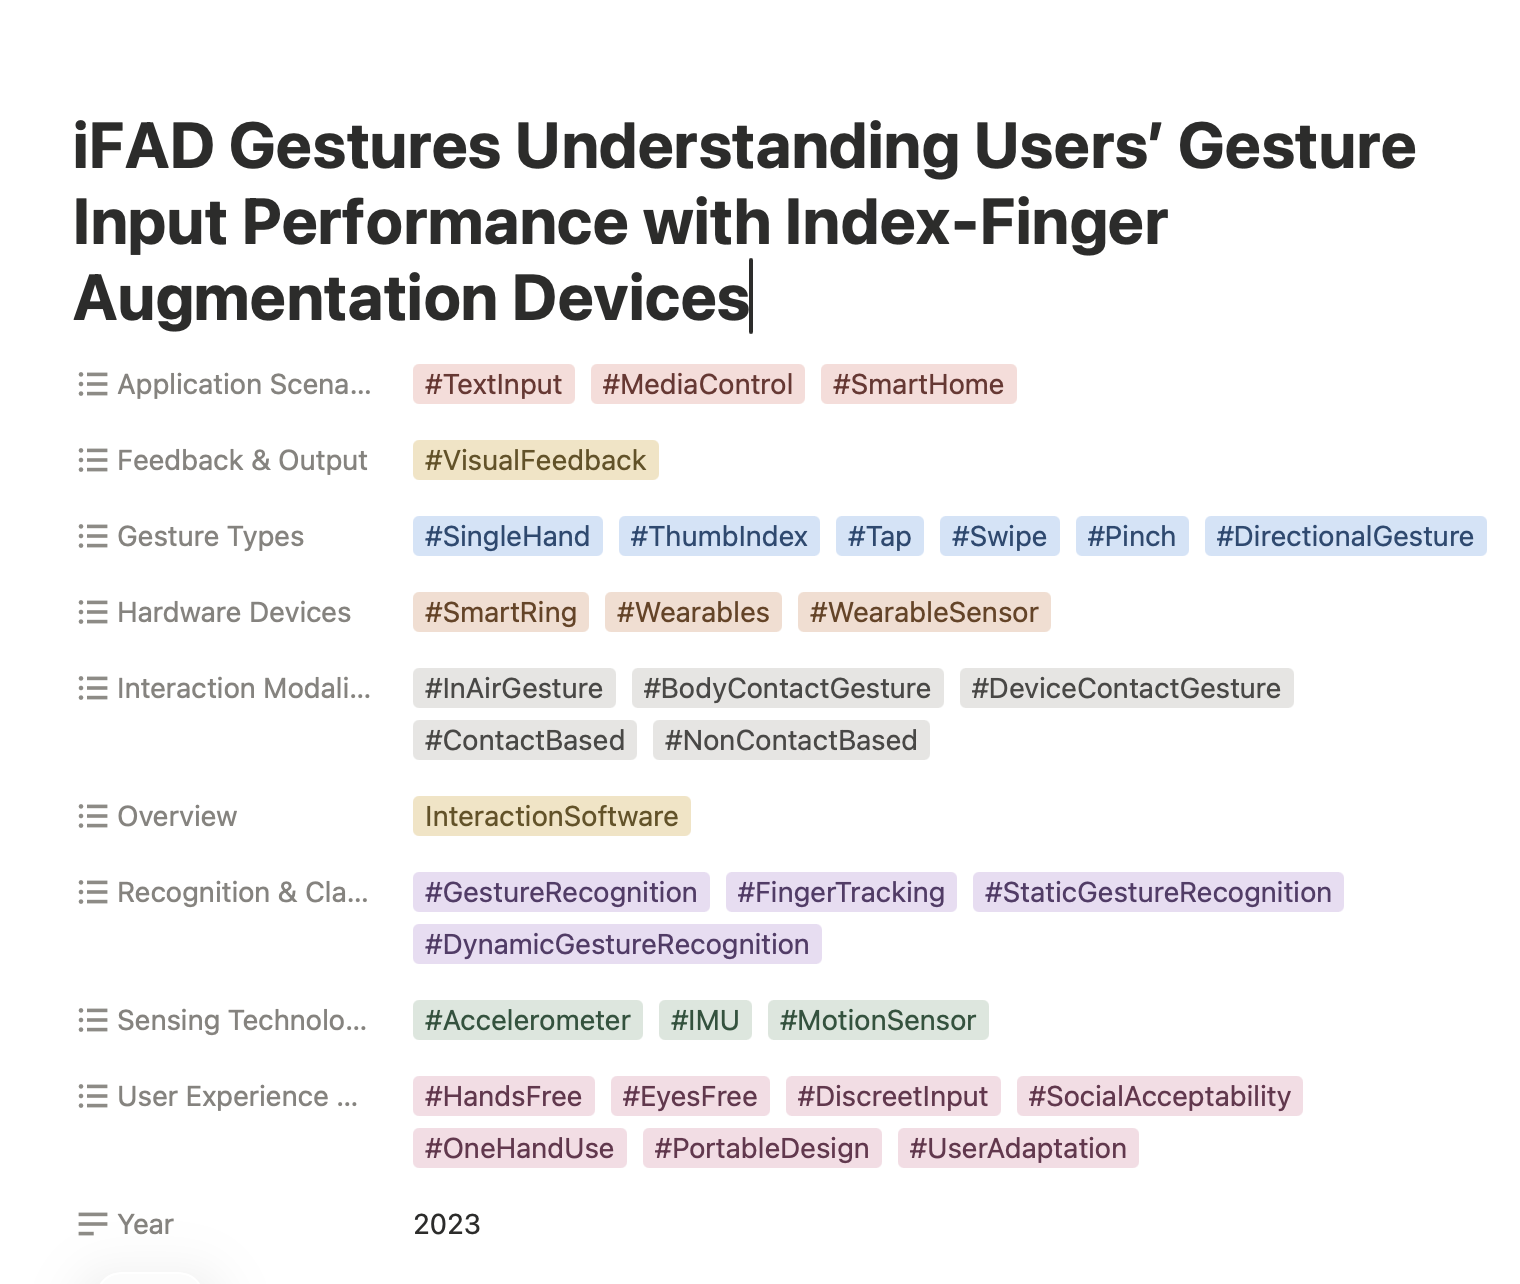 iFAD Gestures Understanding Users’ Gesture
Input Performance with Index-Finger
Augmentation Devices
Application Scena... #TextInput #MediaControl #SmartHome
Feedback & Output #VisualFeedback
Gesture Types #SingleHand #ThumbIndex #Tap #Swipe #Pinch #DirectionalGesture
Hardware Devices #SmartRing #Wearables #WearableSensor
Interaction Modali... #InAirGesture #BodyContactGesture #DeviceContactGesture
#ContactBased #NonContactBased
Overview InteractionSoftware
Recognition & Cla... #GestureRecognition #FingerTracking #StaticGestureRecognition
#DynamicGestureRecognition
Sensing Technolo... #Accelerometer #IMU #MotionSensor
User Experience ... #HandsFree #EyesFree #DiscreetInput #SocialAcceptability
#OneHandUse #PortableDesign #UserAdaptation
Year 2023